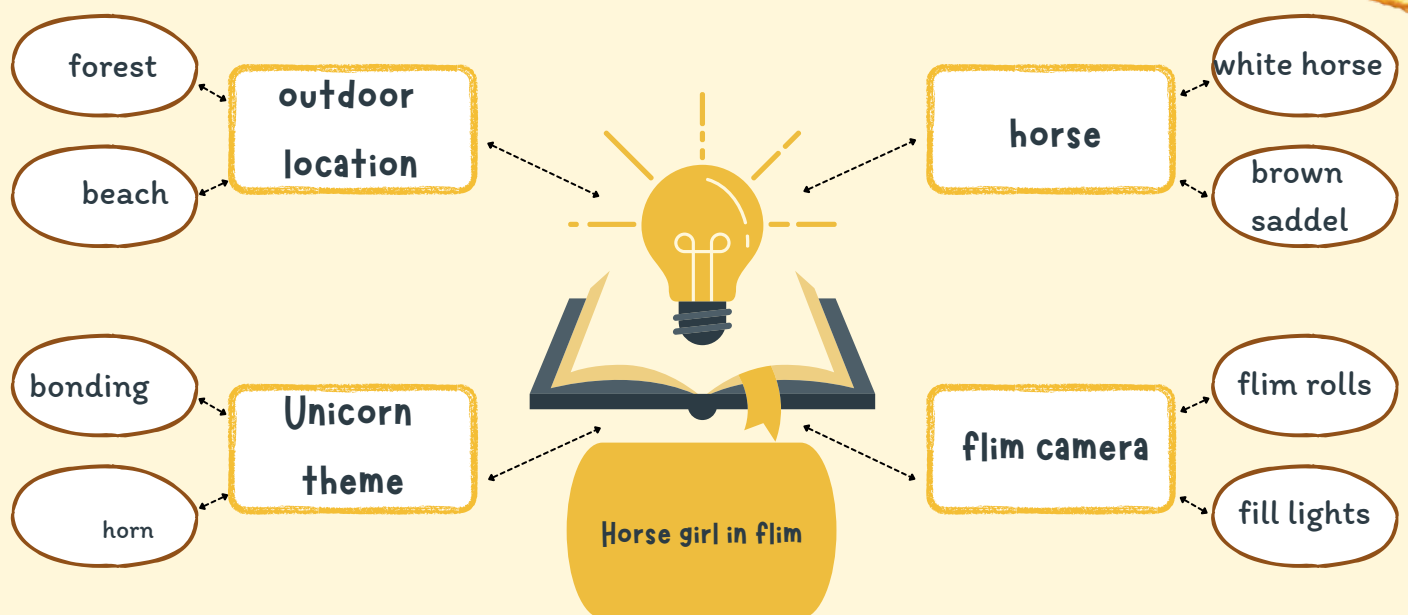 forest
outdoor
location
beach
white horse
horse
brown
saddel
bonding
Unicorn
theme
horn
flim rolls
flim camera
fill lights
Horse girl in flim